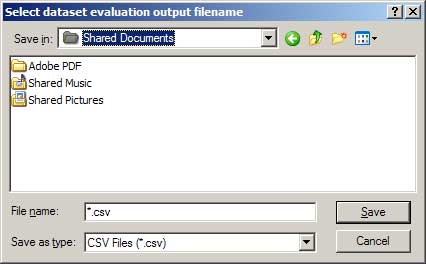 Select dataset evaluation output filename
Save in: Shared Documents
Adobe PDF
Shared Music
Shared Pictures
File name: *.csv Save
Save as type: CSV Files (*.csv) Cancel